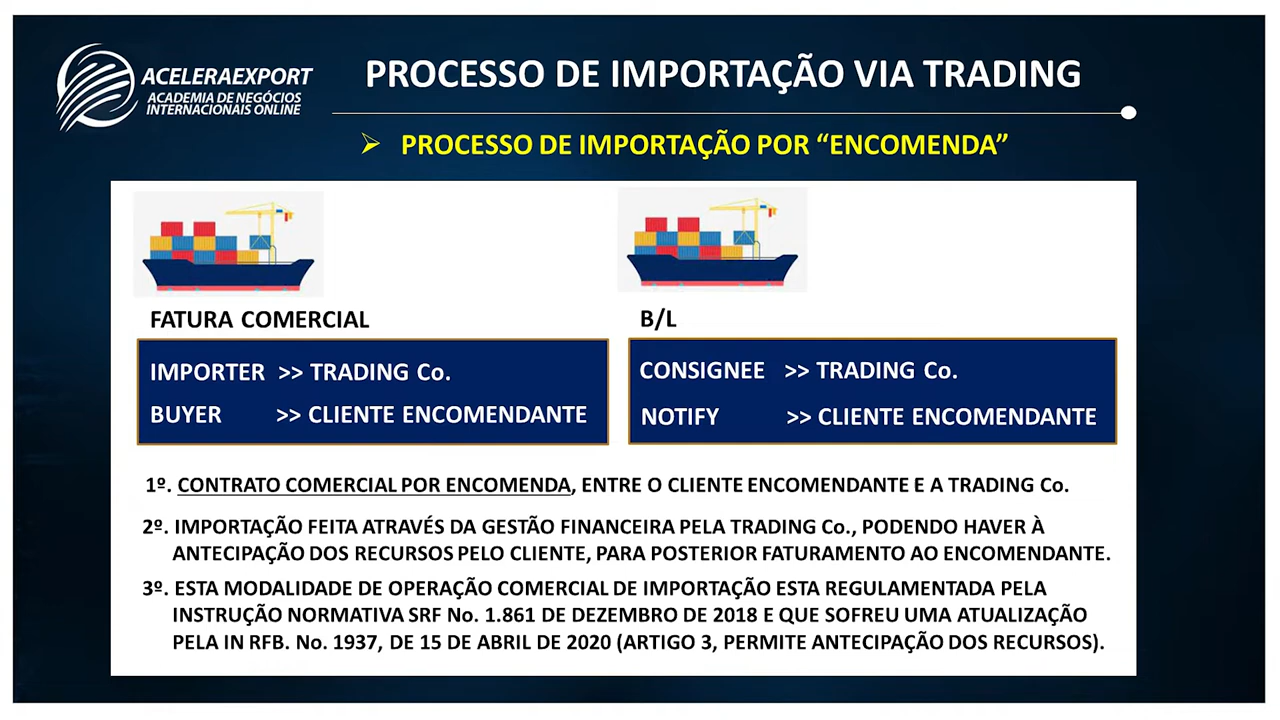 ACELERAEXPORT
ACADEMIA DE NEGÓCIOS
INTERNACIONAIS ONLINE
PROCESSO DE IMPORTAÇÃO VIA TRADING
➢ PROCESSO DE IMPORTAÇÃO POR “ENCOMENDA”
FATURA COMERCIAL
IMPORTER >> TRADING Co.
BUYER >> CLIENTE ENCOMENDANTE
B/L
CONSIGNEE >> TRADING Co.
NOTIFY >> CLIENTE ENCOMENDANTE
1º. CONTRATO COMERCIAL POR ENCOMENDA, ENTRE O CLIENTE ENCOMENDANTE E A TRADING Co.
2º. IMPORTAÇÃO FEITA ATRAVÉS DA GESTÃO FINANCEIRA PELA TRADING Co., PODENDO HAVER À
ANTECIPAÇÃO DOS RECURSOS PELO CLIENTE, PARA POSTERIOR FATURAMENTO AO ENCOMENDANTE.
3º. ESTA MODALIDADE DE OPERAÇÃO COMERCIAL DE IMPORTAÇÃO ESTA REGULAMENTADA PELA
INSTRUÇÃO NORMATIVA SRF No. 1.861 DE DEZEMBRO DE 2018 E QUE SOFREU UMA ATUALIZAÇÃO
PELA IN RFB. No. 1937, DE 15 DE ABRIL DE 2020 (ARTIGO 3, PERMITE ANTECIPAÇÃO DOS RECURSOS).